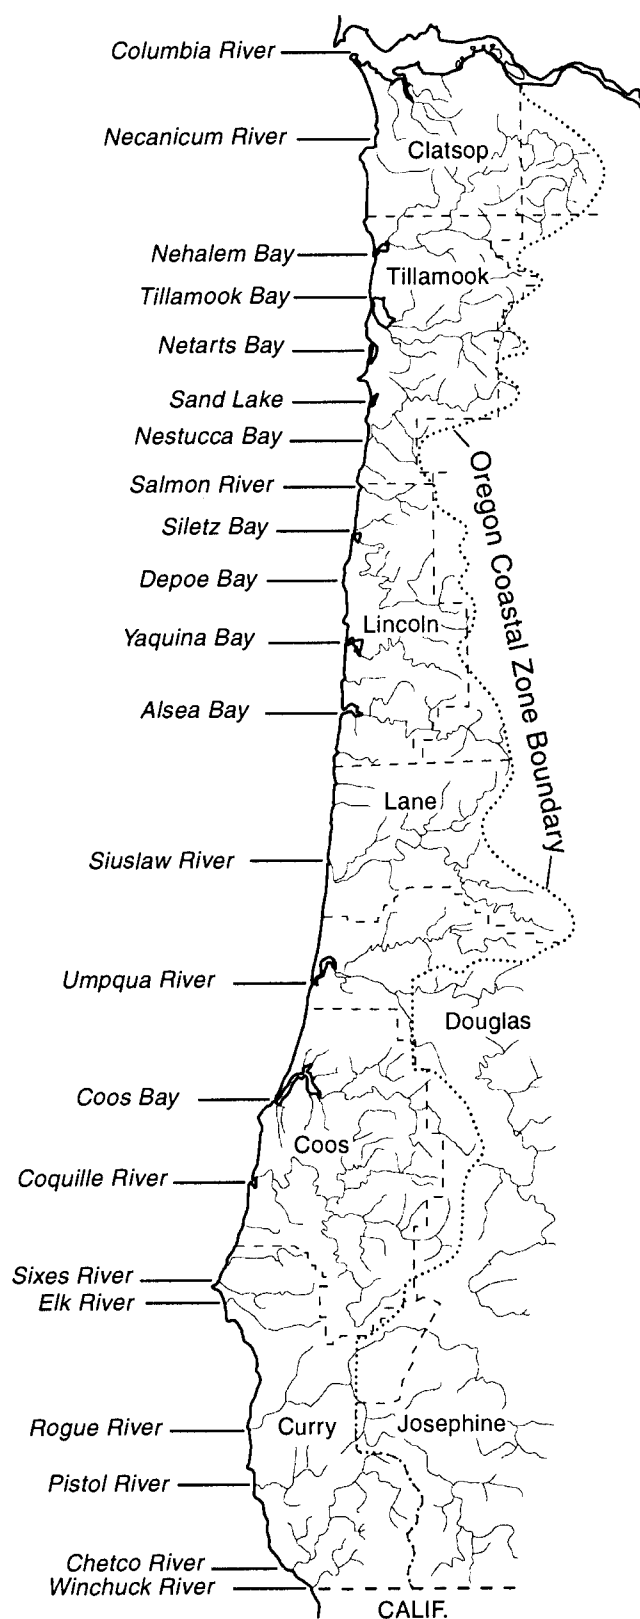 Columbia River
Necanicum River
Clatsop
Nehalem Bay
Tillamook
Tillamook Bay
Netarts Bay
Sand Lake
Nestucca Bay
Oregon Coastal Zone Boundary
Salmon River
Siletz Bay
Depoe Bay
Lincoln
Yaquina Bay
Alsea Bay
Lane
Siuslaw River
Umpqua River
Douglas
Coos Bay
Coos
Coquille River
Sixes River
Elk River
Rogue River
Curry
Josephine
Pistol River
Chetco River
Winchuck River
CALIF.